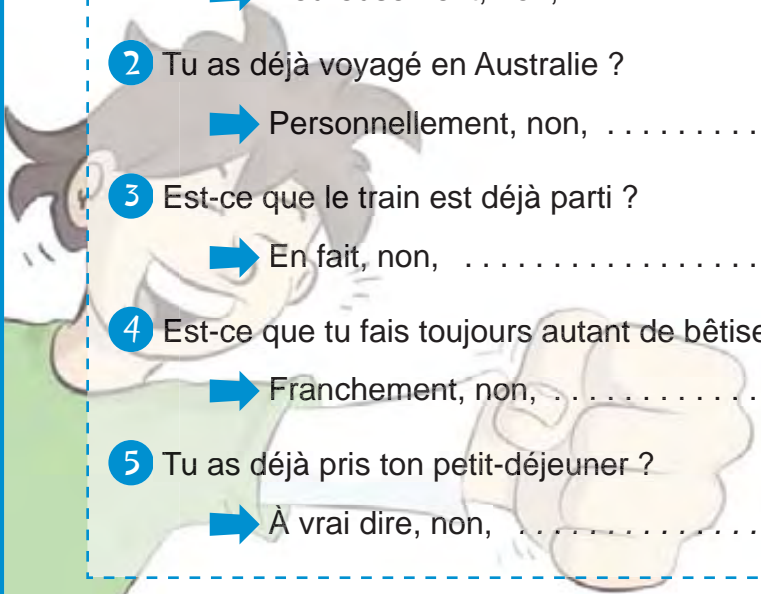 2 Tu as déjà voyagé en Australie ?
Personnellement, non, . . . . . . . . .
3 Est-ce que le train est déjà parti ?
En fait, non, . . . . . . . . . . . . . . . . .
4 Est-ce que tu fais toujours autant de bêtise
Franchement, non, . . . . . . . . . . . .
5 Tu as déjà pris ton petit-déjeuner ?
À vrai dire, non, . . . . . . . . . . . . . .